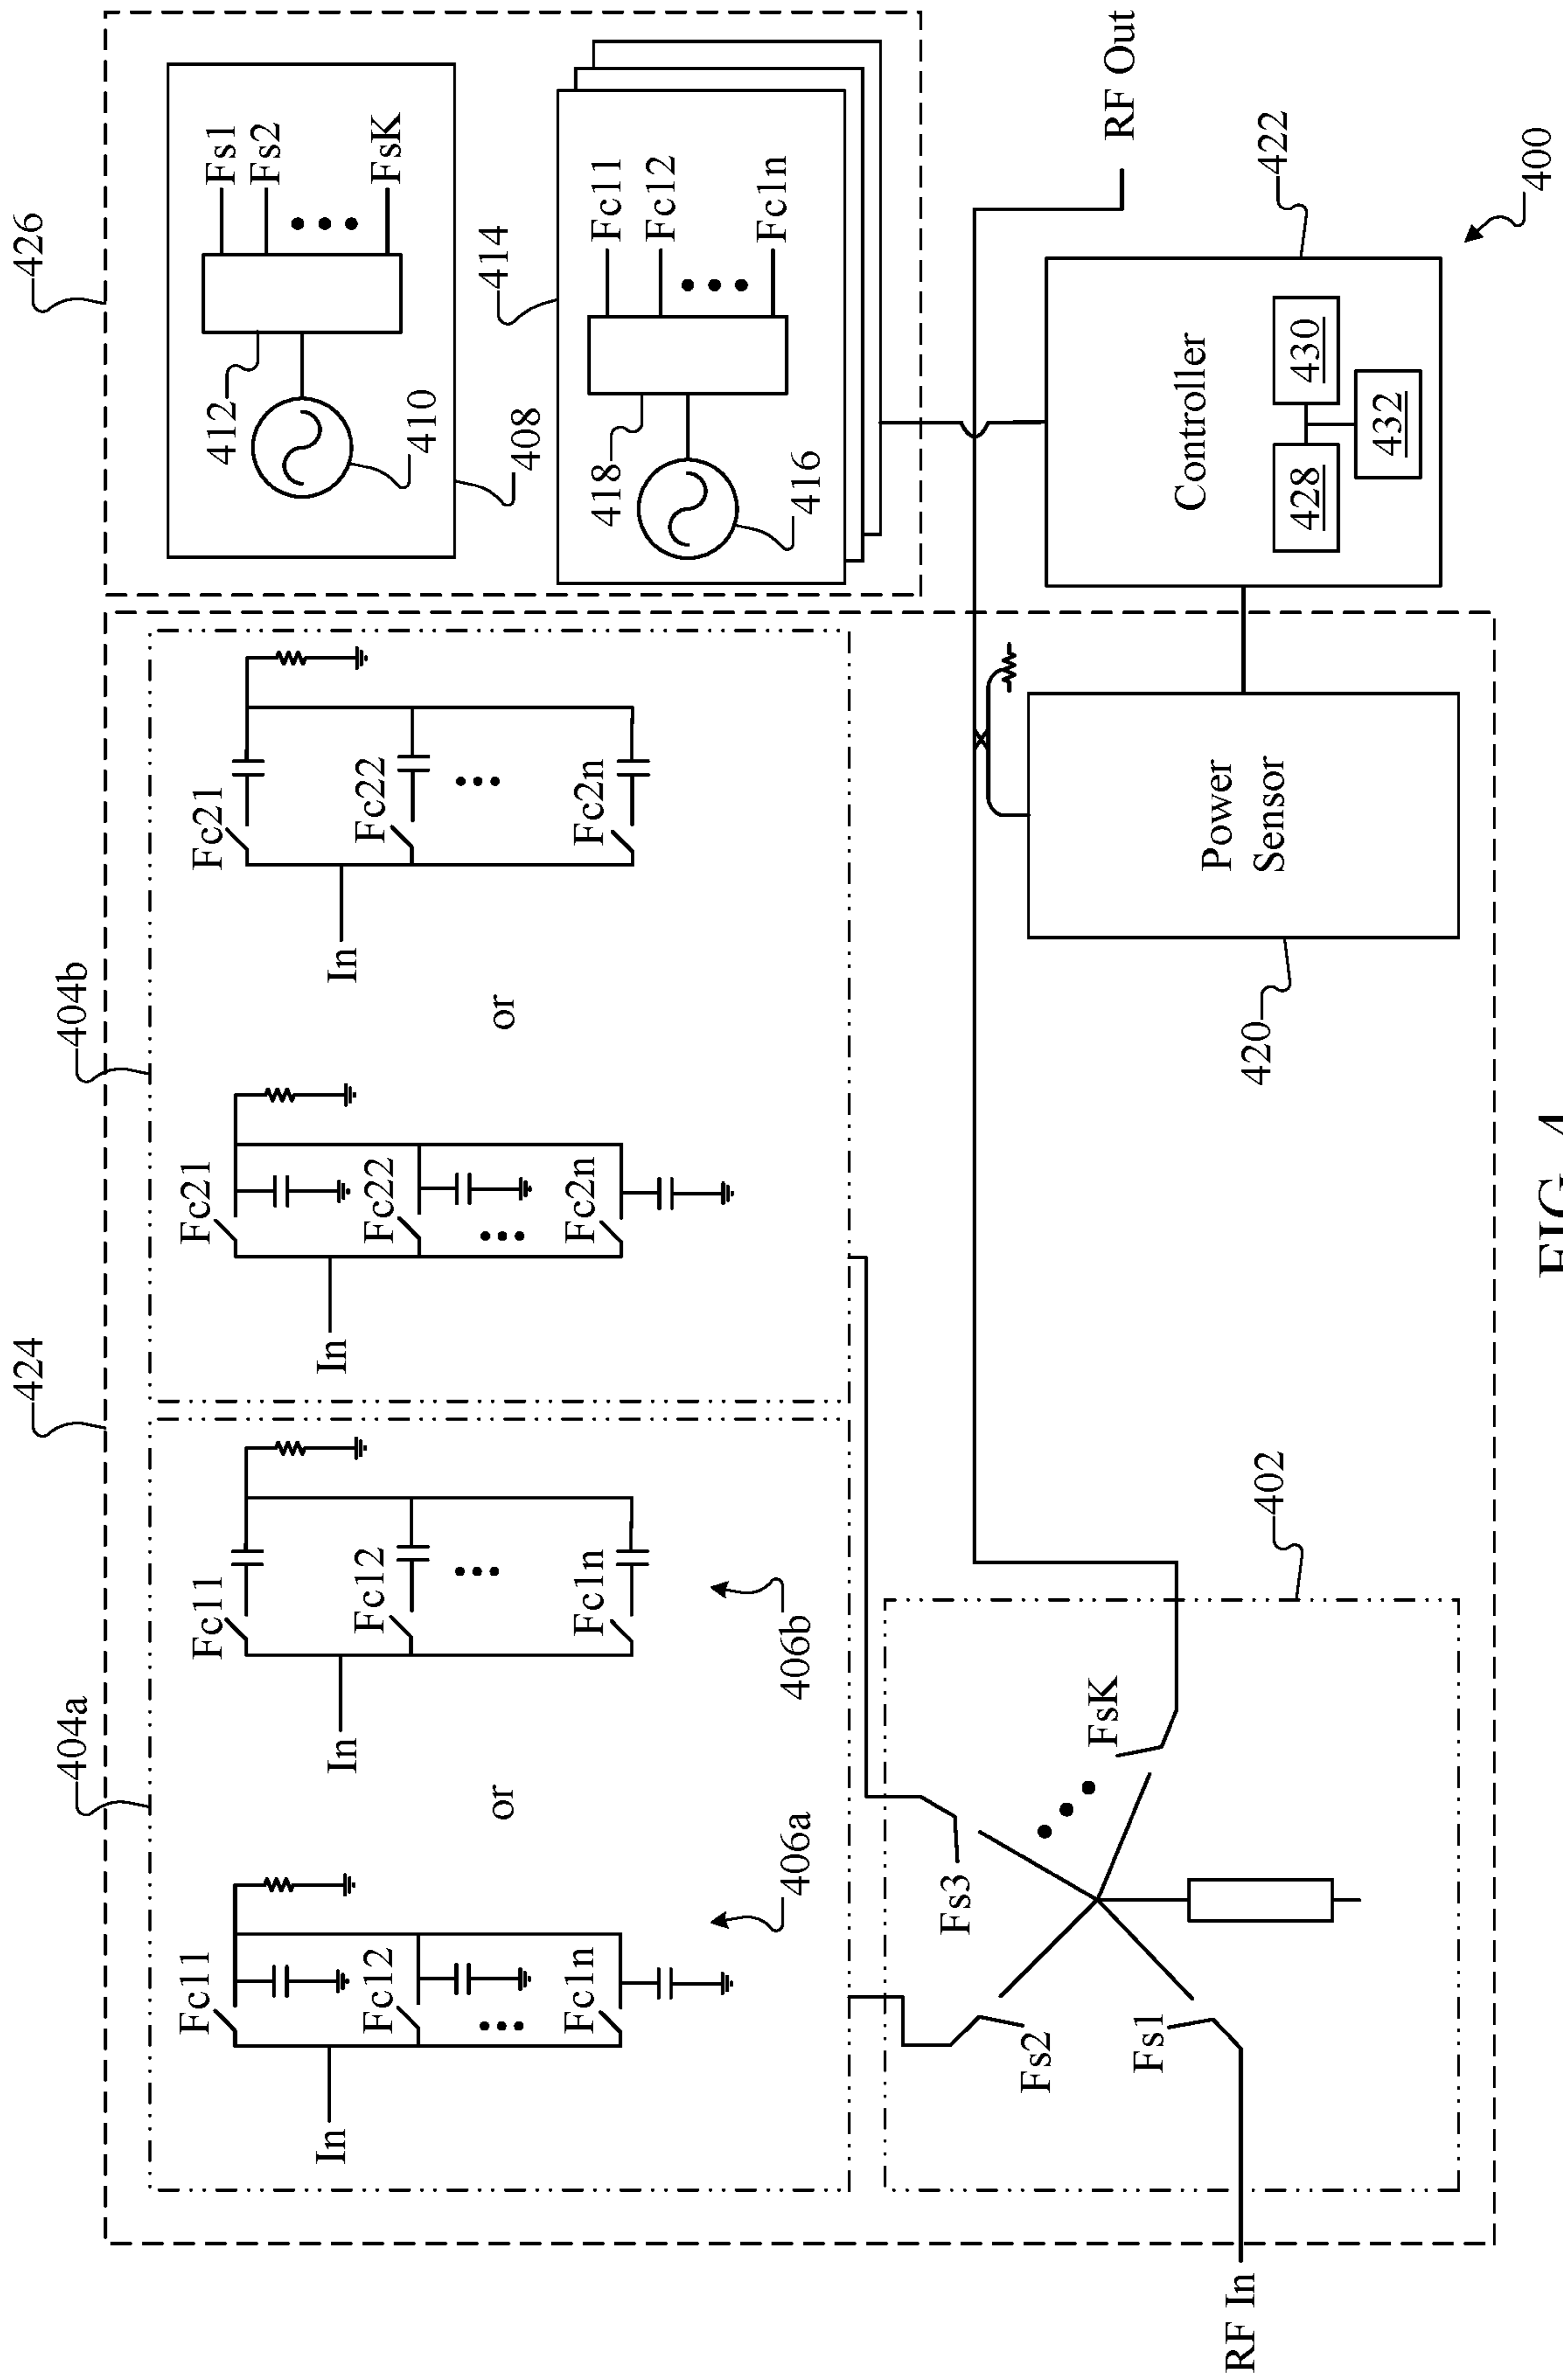 424
426
404a
404b
Fc11
Fc12
Fc1n
In
406a
or
Fc11
Fc12
Fc1n
In
406b
Fc21
Fc22
Fc2n
In
or
Fc21
Fc22
Fc2n
In
Fs1
Fs2
FsK
412
410
408
414
Fc11
Fc12
Fc1n
418
416
RF In
Fs1
Fs2
Fs3
FsK
402
420
Power
Sensor
Controller
428
430
432
422
RF Out
400
FIG. 4